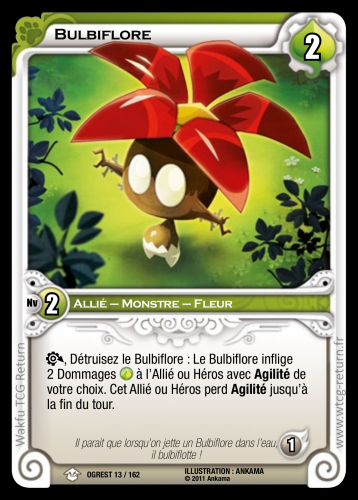 BULBIFLORE
2
Nv 2 ALLIÉ – MONSTRE – FLEUR
, Détruisez le Bulbiflore : Le Bulbiflore inflige
2 Dommages à l'Allié ou Héros avec Agilité de
votre choix. Cet Allié ou Héros perd Agilité jusqu'à
la fin du tour.
Il parait que lorsqu'on jette un Bulbiflore dans l'eau,
il bulbiflotte !
1
OGREST 13 / 162
ILLUSTRATION : ANKAMA
© 2011 Ankama
Wakfu TCG Return
www.wtcg-return.fr